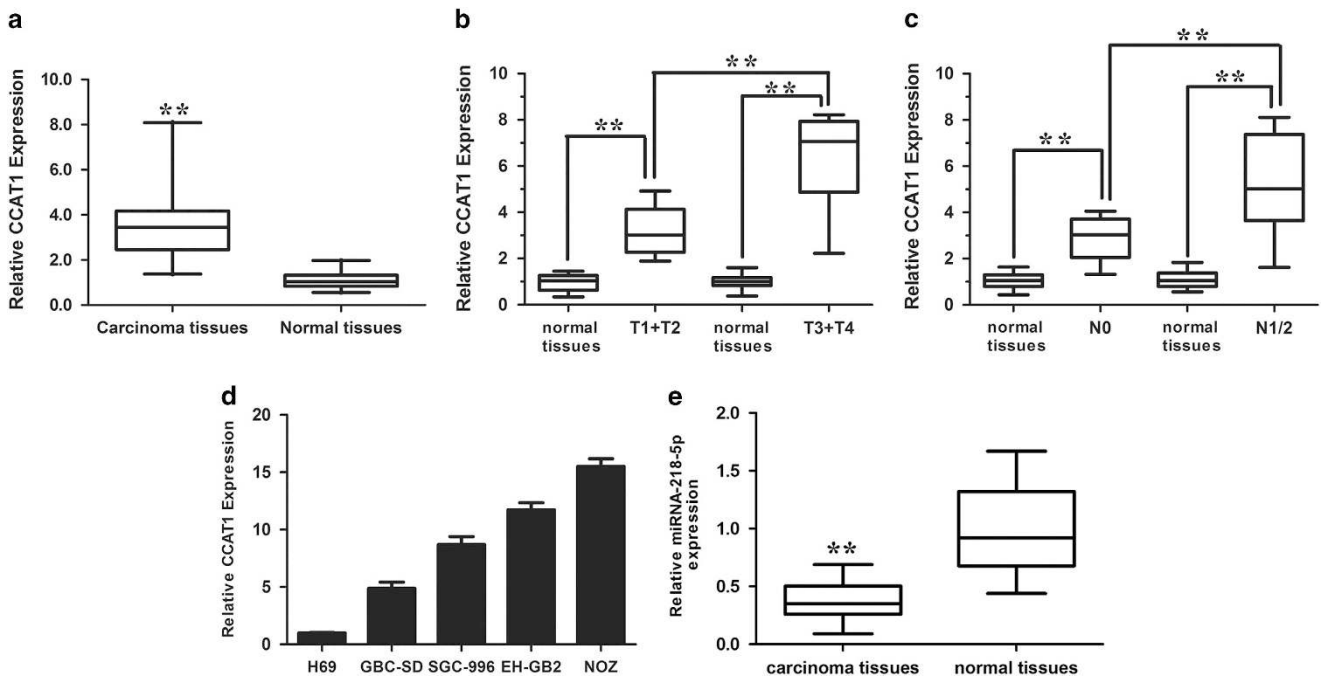 a
Relative CCAT1 Expression
10.0
8.0
6.0
4.0
2.0
0.0
**
Carcinoma tissues
Normal tissues
b
Relative CCAT1 Expression
10
8
6
4
2
0
**
**
**
normal
tissues
T1+T2
normal
tissues
T3+T4
c
Relative CCAT1 Expression
10
8
6
4
2
0
**
**
**
normal
tissues
N0
normal
tissues
N1/2
d
Relative CCAT1 Expression
20
15
10
5
0
H69
GBC-SD
SGC-996
EH-GB2
NOZ
e
Relative miRNA-218-5p
expression
2.0
1.5
1.0
0.5
0.0
**
carcinoma tissues
normal tissues